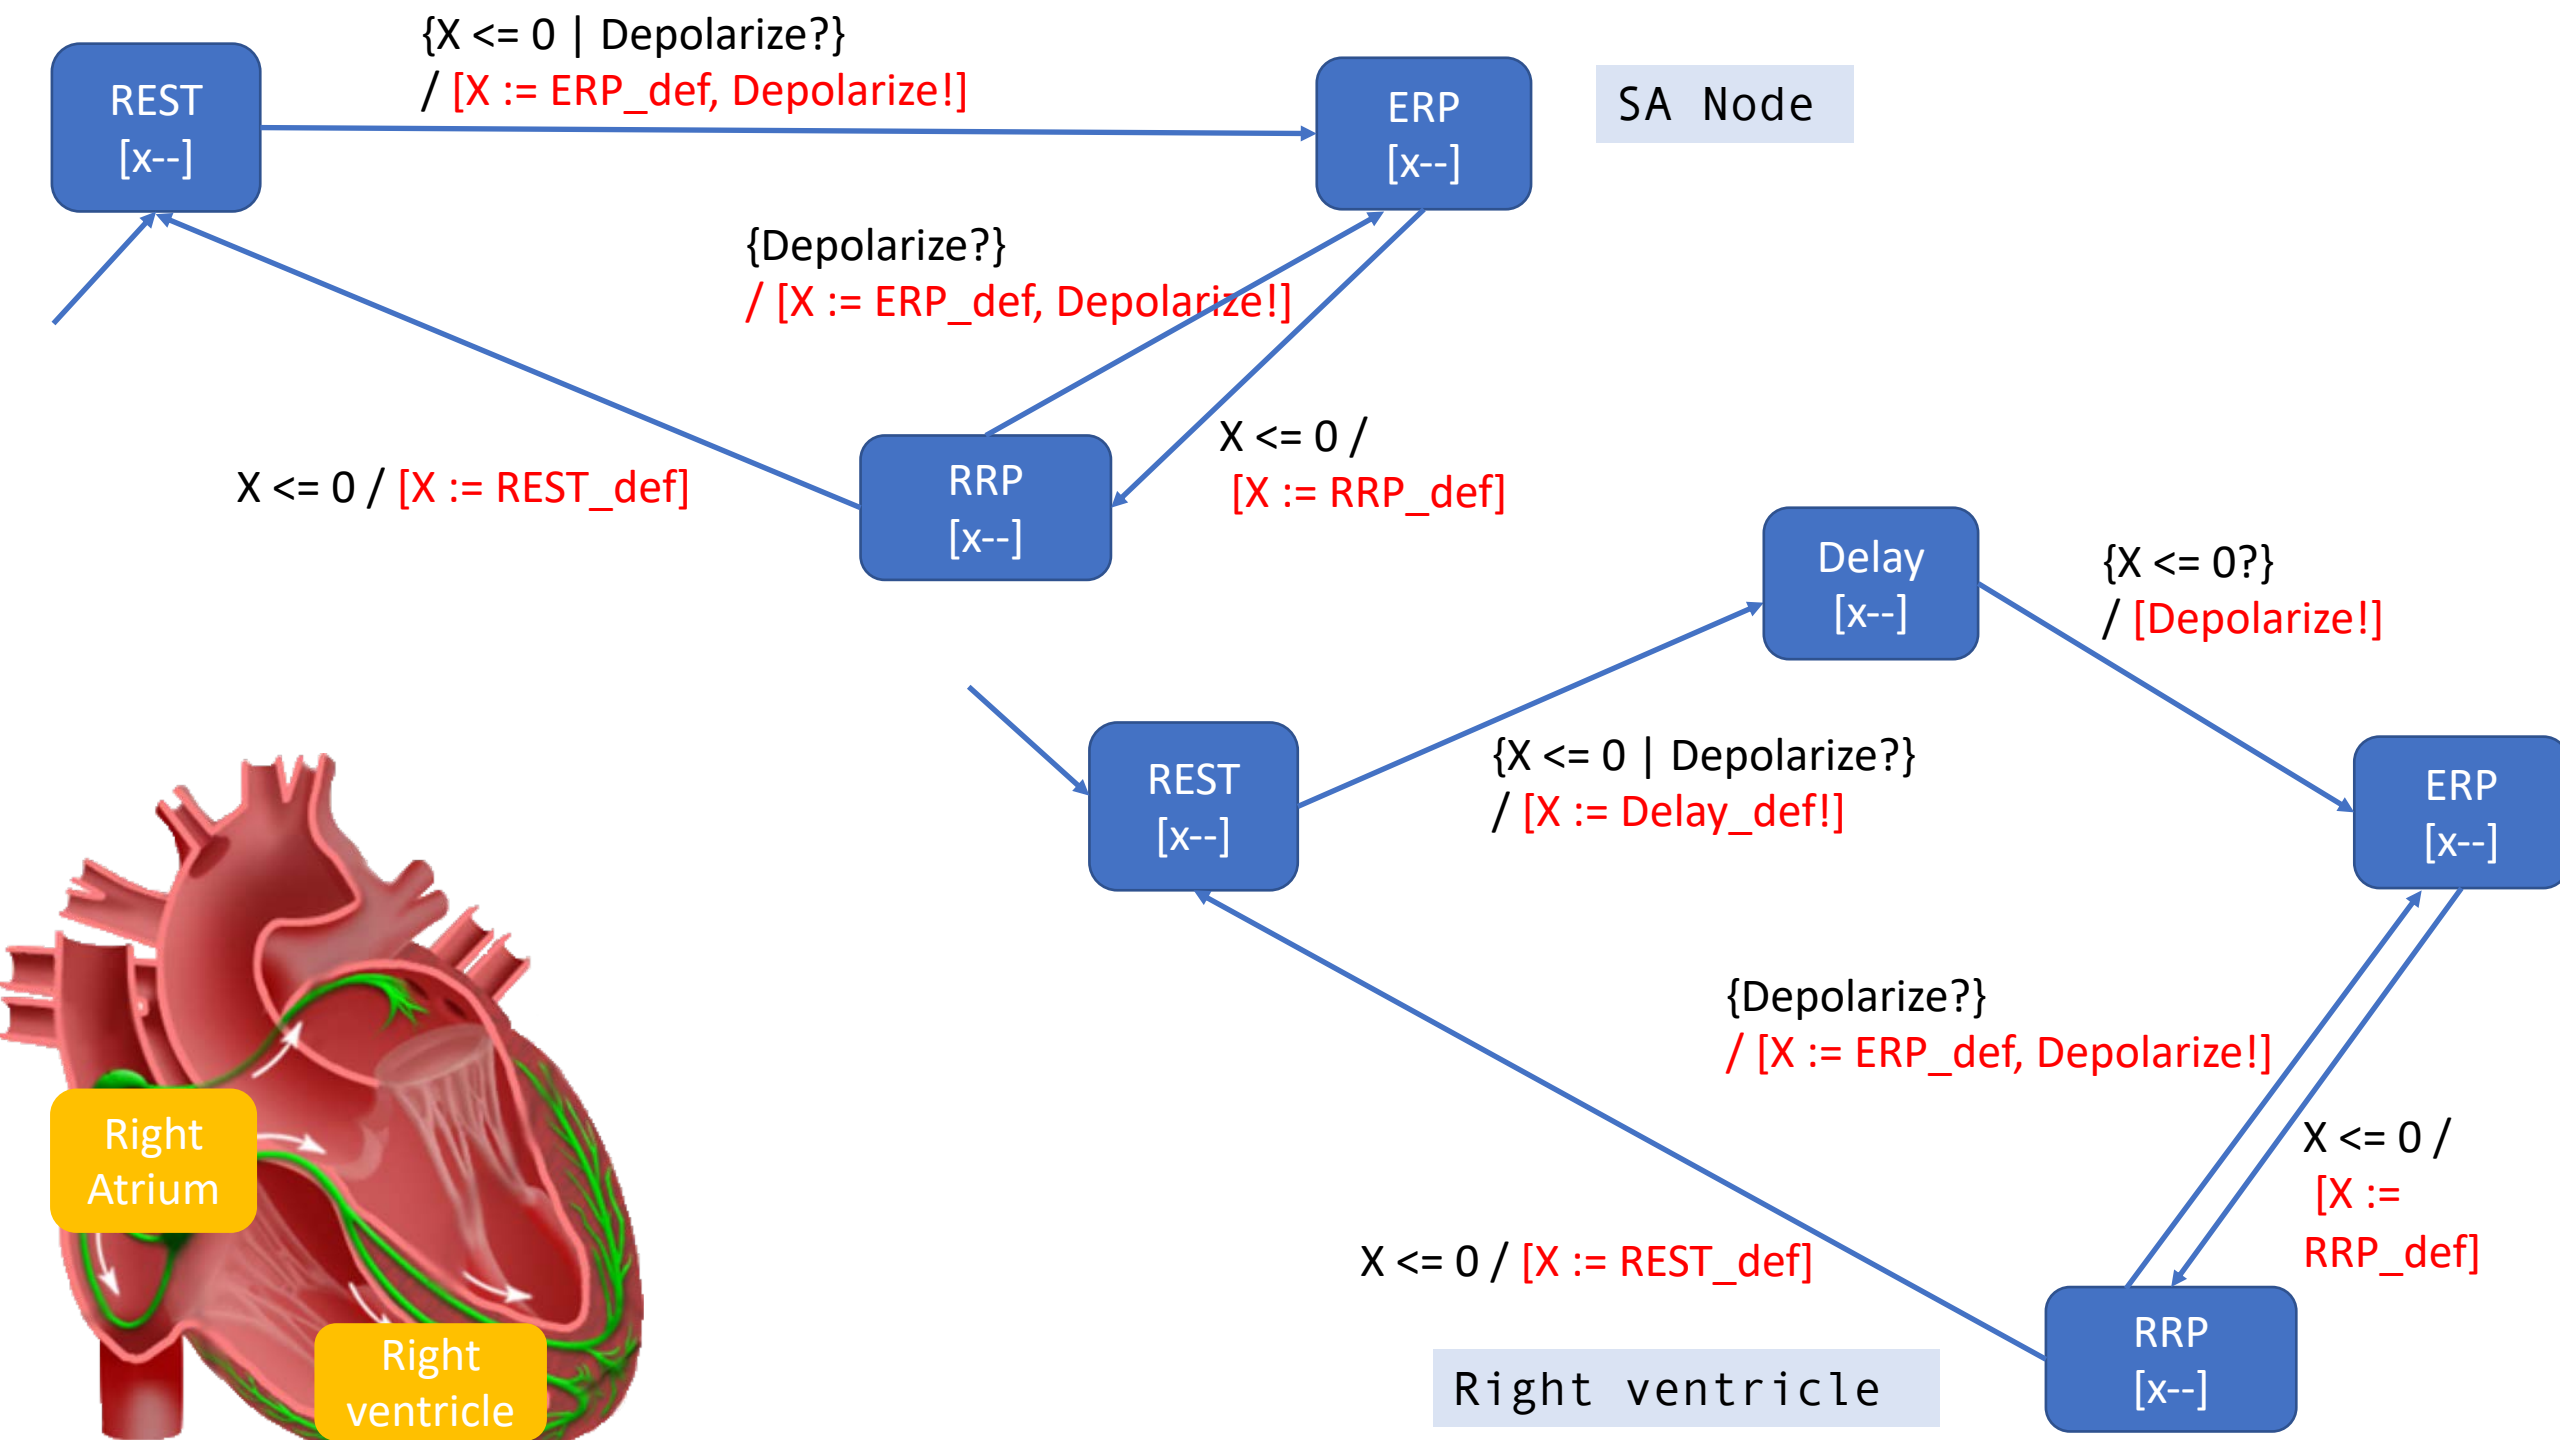 {X <= 0 | Depolarize?}
/ [X := ERP_def, Depolarize!]
REST
[x--]
ERP
[x--]
SA Node
{Depolarize?}
/ [X := ERP_def, Depolarize!]
X <= 0 /
[X := RRP_def]
X <= 0 / [X := REST_def]
RRP
[x--]
Delay
[x--]
{X <= 0?}
/ [Depolarize!]
REST
[x--]
{X <= 0 | Depolarize?}
/ [X := Delay_def!]
ERP
[x--]
{Depolarize?}
/ [X := ERP_def, Depolarize!]
X <= 0 /
[X :=
RRP_def]
X <= 0 / [X := REST_def]
RRP
[x--]
Right ventricle
Right
Atrium
Right
ventricle